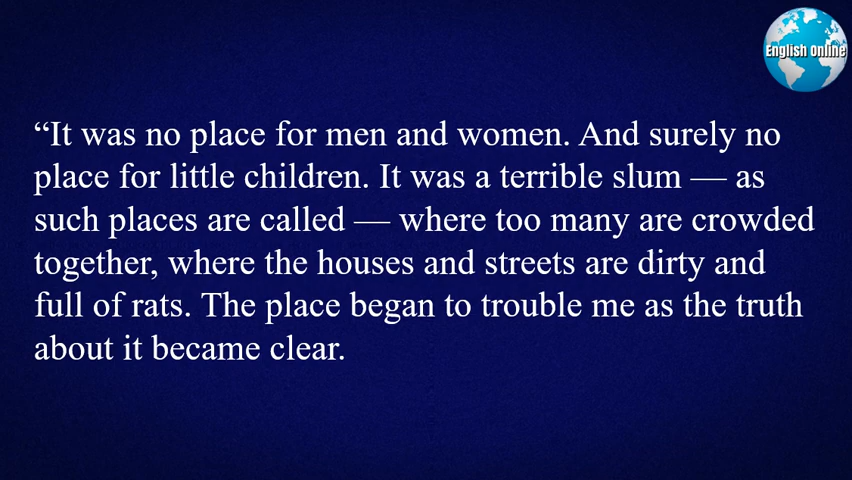 English Online
“It was no place for men and women. And surely no
place for little children. It was a terrible slum — as
such places are called — where too many are crowded
together, where the houses and streets are dirty and
full of rats. The place began to trouble me as the truth
about it became clear.